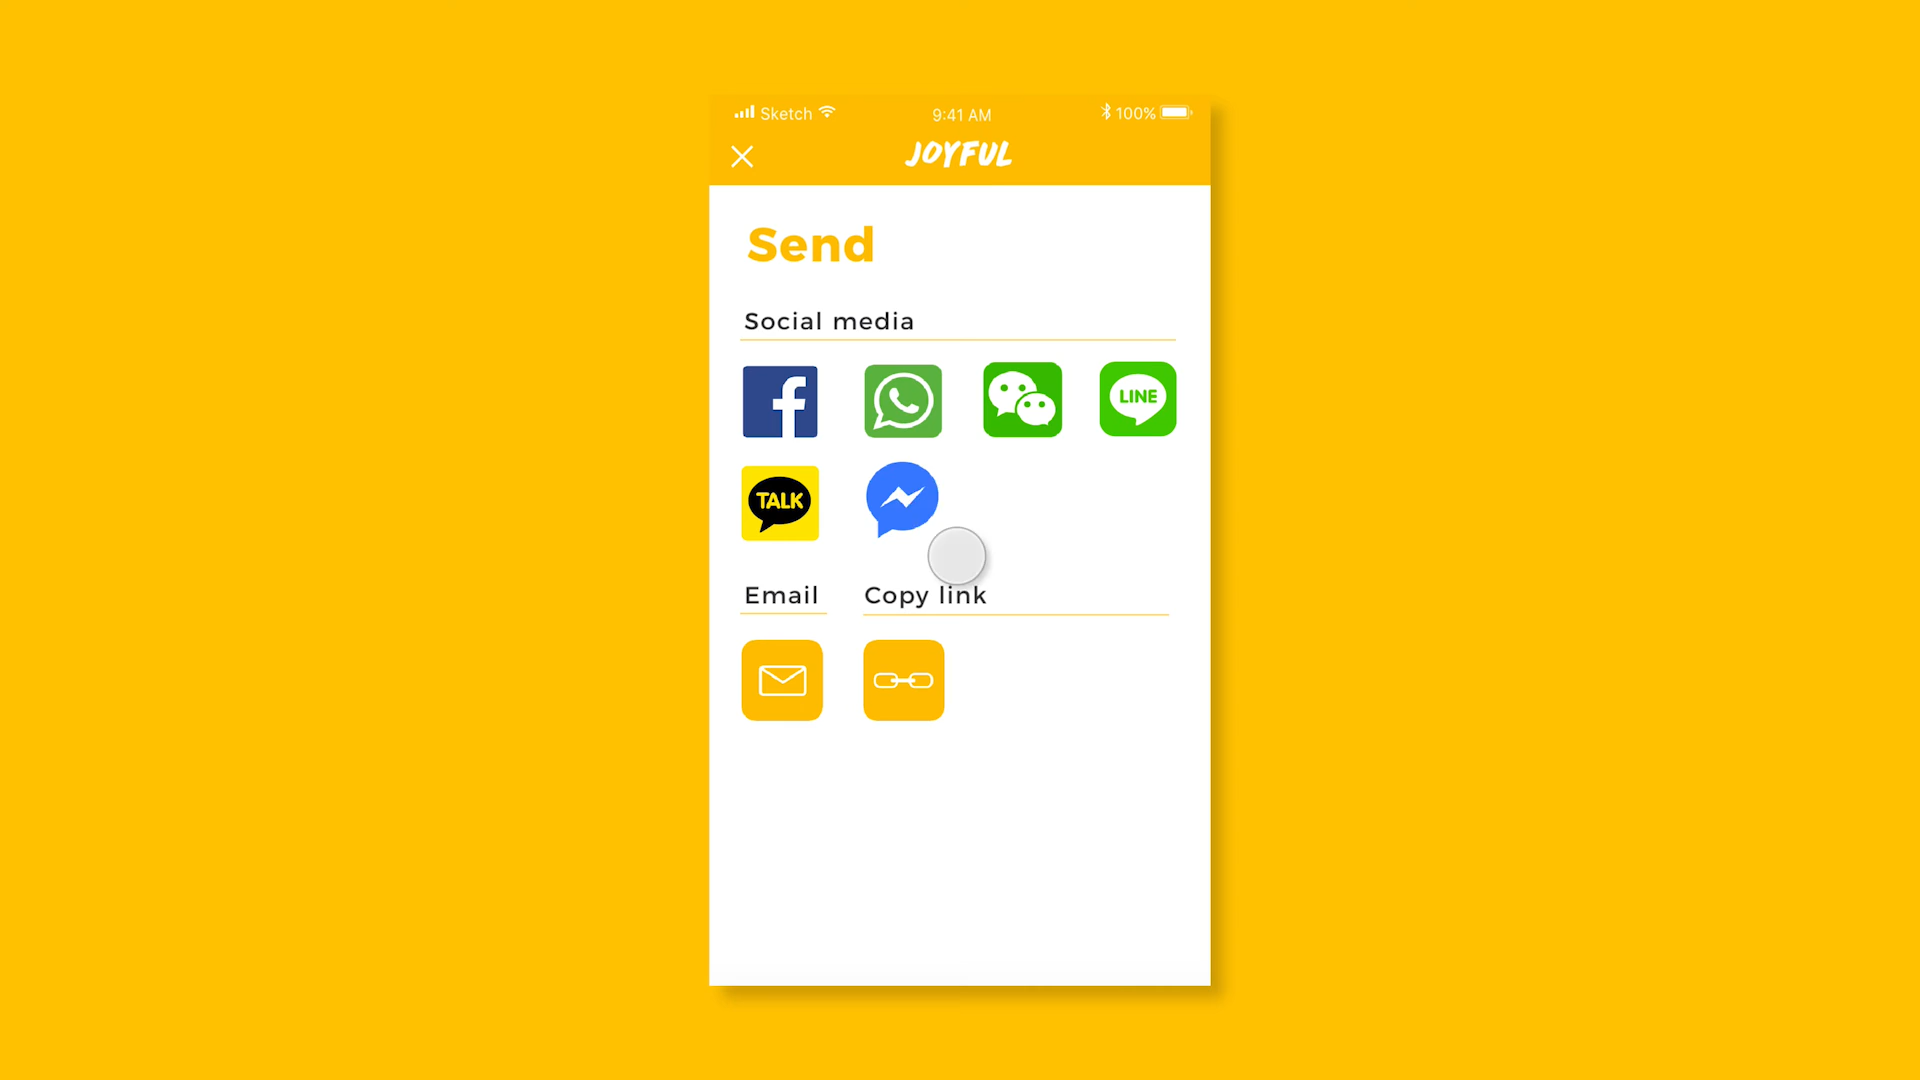 Sketch 9:41 AM 100%
JOYFUL
Send
Social media
f LINE
TALK
Email Copy link